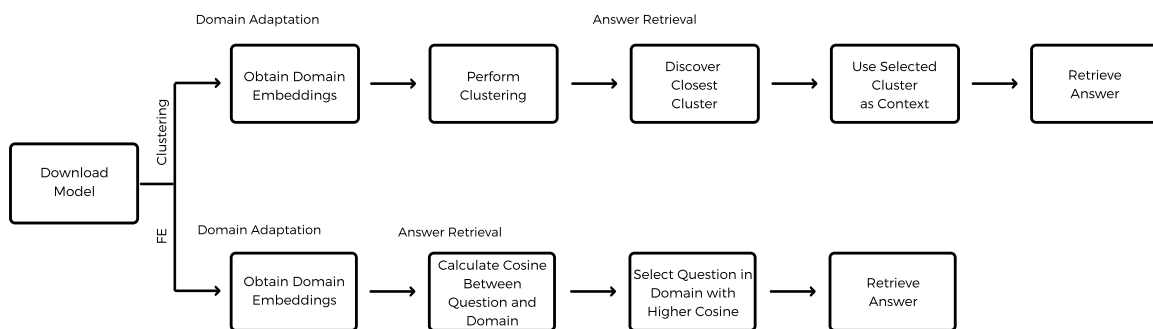 Domain Adaptation
Answer Retrieval
Obtain Domain
Embeddings
Perform
Clustering
Discover
Closest
Cluster
Use Selected
Cluster
as Context
Retrieve
Answer
Clustering
Download
Model
FE
Domain Adaptation
Answer Retrieval
Obtain Domain
Embeddings
Calculate Cosine
Between
Question and
Domain
Select Question in
Domain with
Higher Cosine
Retrieve
Answer